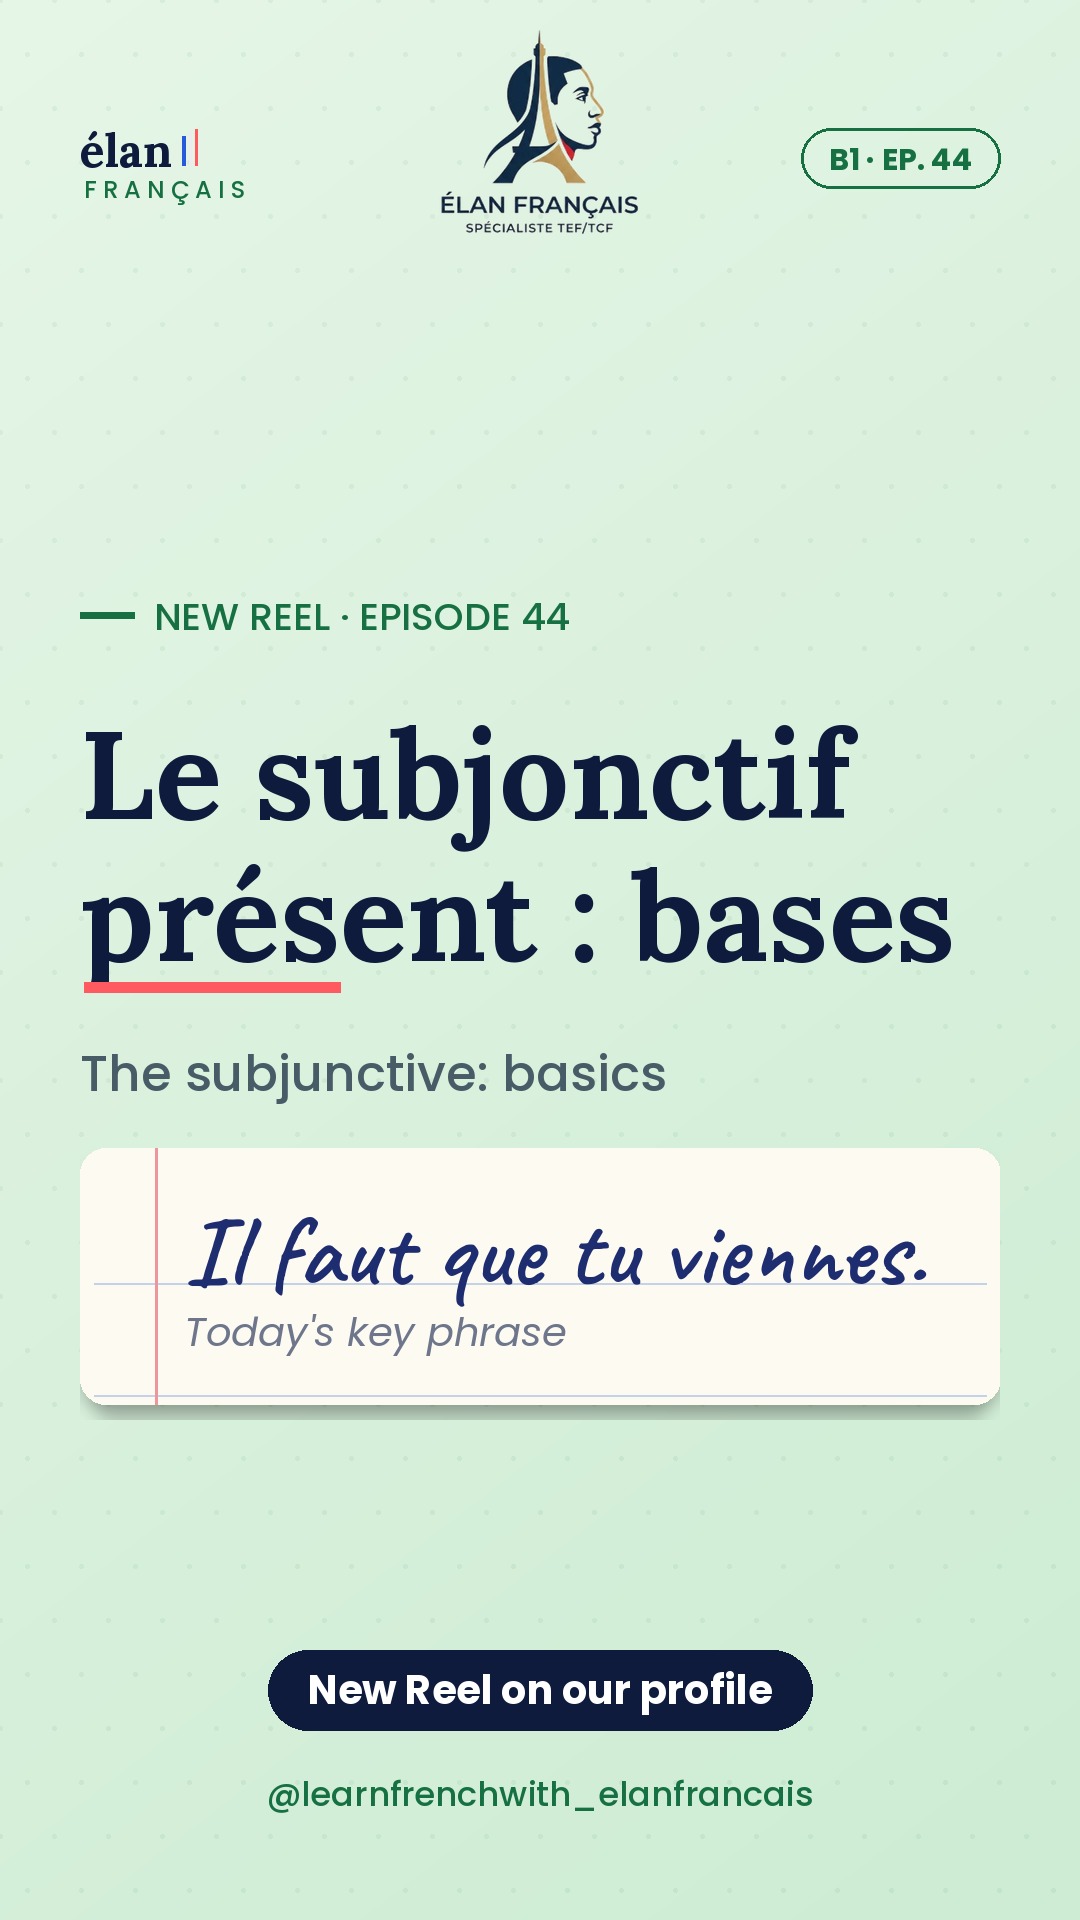 élan
FRANÇAIS
ÉLAN FRANÇAIS
SPÉCIALISTE TEF/TCF
B1 · EP. 44
NEW REEL · EPISODE 44
Le subjonctif
présent : bases
The subjunctive: basics
Il faut que tu viennes.
Today's key phrase
New Reel on our profile
@learnfrenchwith_elanfrancais